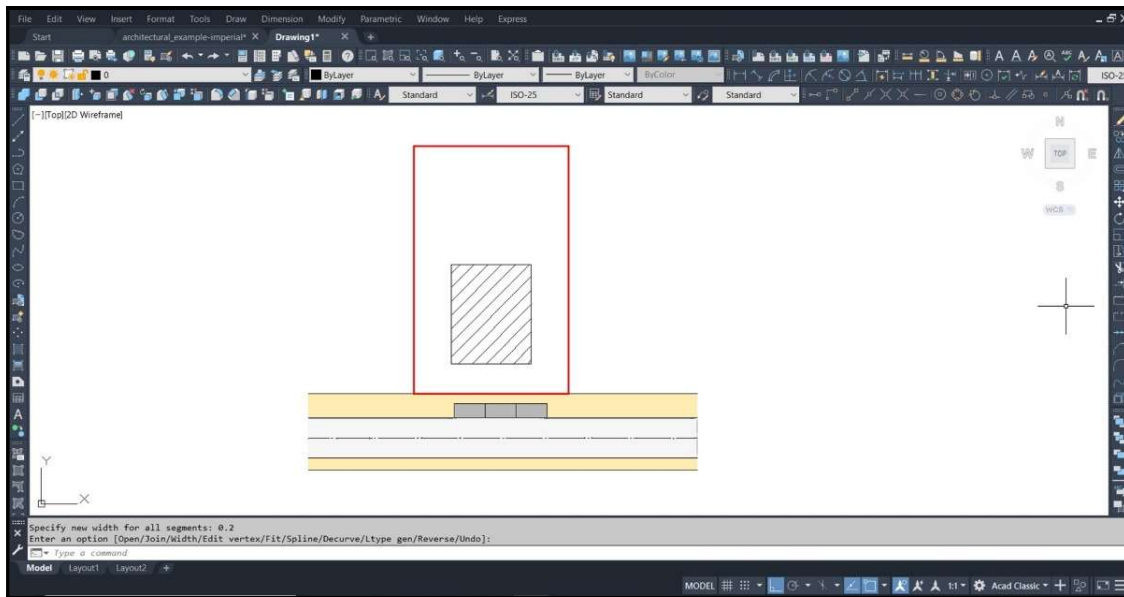 File Edit View Insert Format Tools Draw Dimension Modify Parametric Window Help Express
Start architectural_example-imperial* Drawing1*
0 ByLayer ByLayer ByLayer ByColor ISO-25
Standard ISO-25 Standard Standard
[−][Top][2D Wireframe]
N
W TOP E
S
WCS
Y
X
Specify new width for all segments: 0.2
Enter an option [Open/Join/Width/Edit vertex/Fit/Spline/Decurve/Ltype gen/Reverse/Undo]:
Type a command
Model Layout1 Layout2 +
MODEL 1:1 Acad Classic